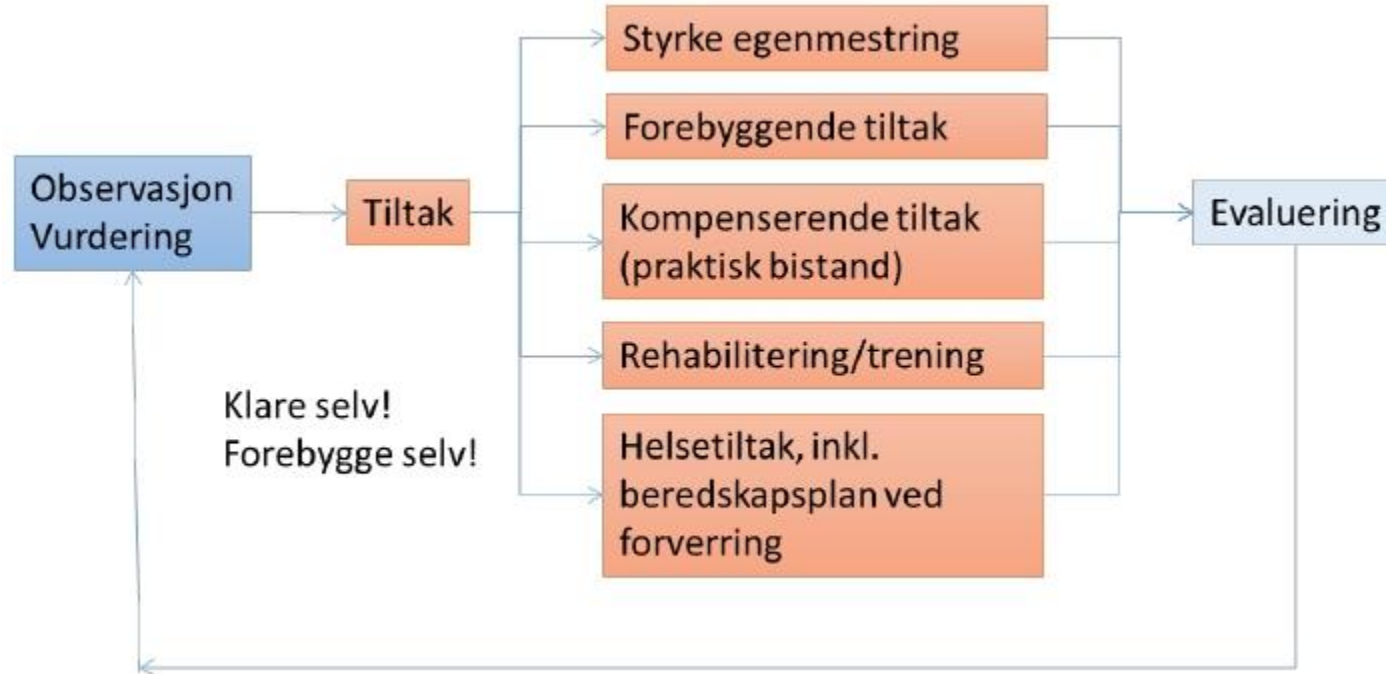 Observasjon
Vurdering
Tiltak
Styrke egenmestring
Forebyggende tiltak
Kompenserende tiltak
(praktisk bistand)
Rehabilitering/trening
Helsetiltak, inkl.
beredskapsplan ved
forverring
Evaluering
Klare selv!
Forebygge selv!